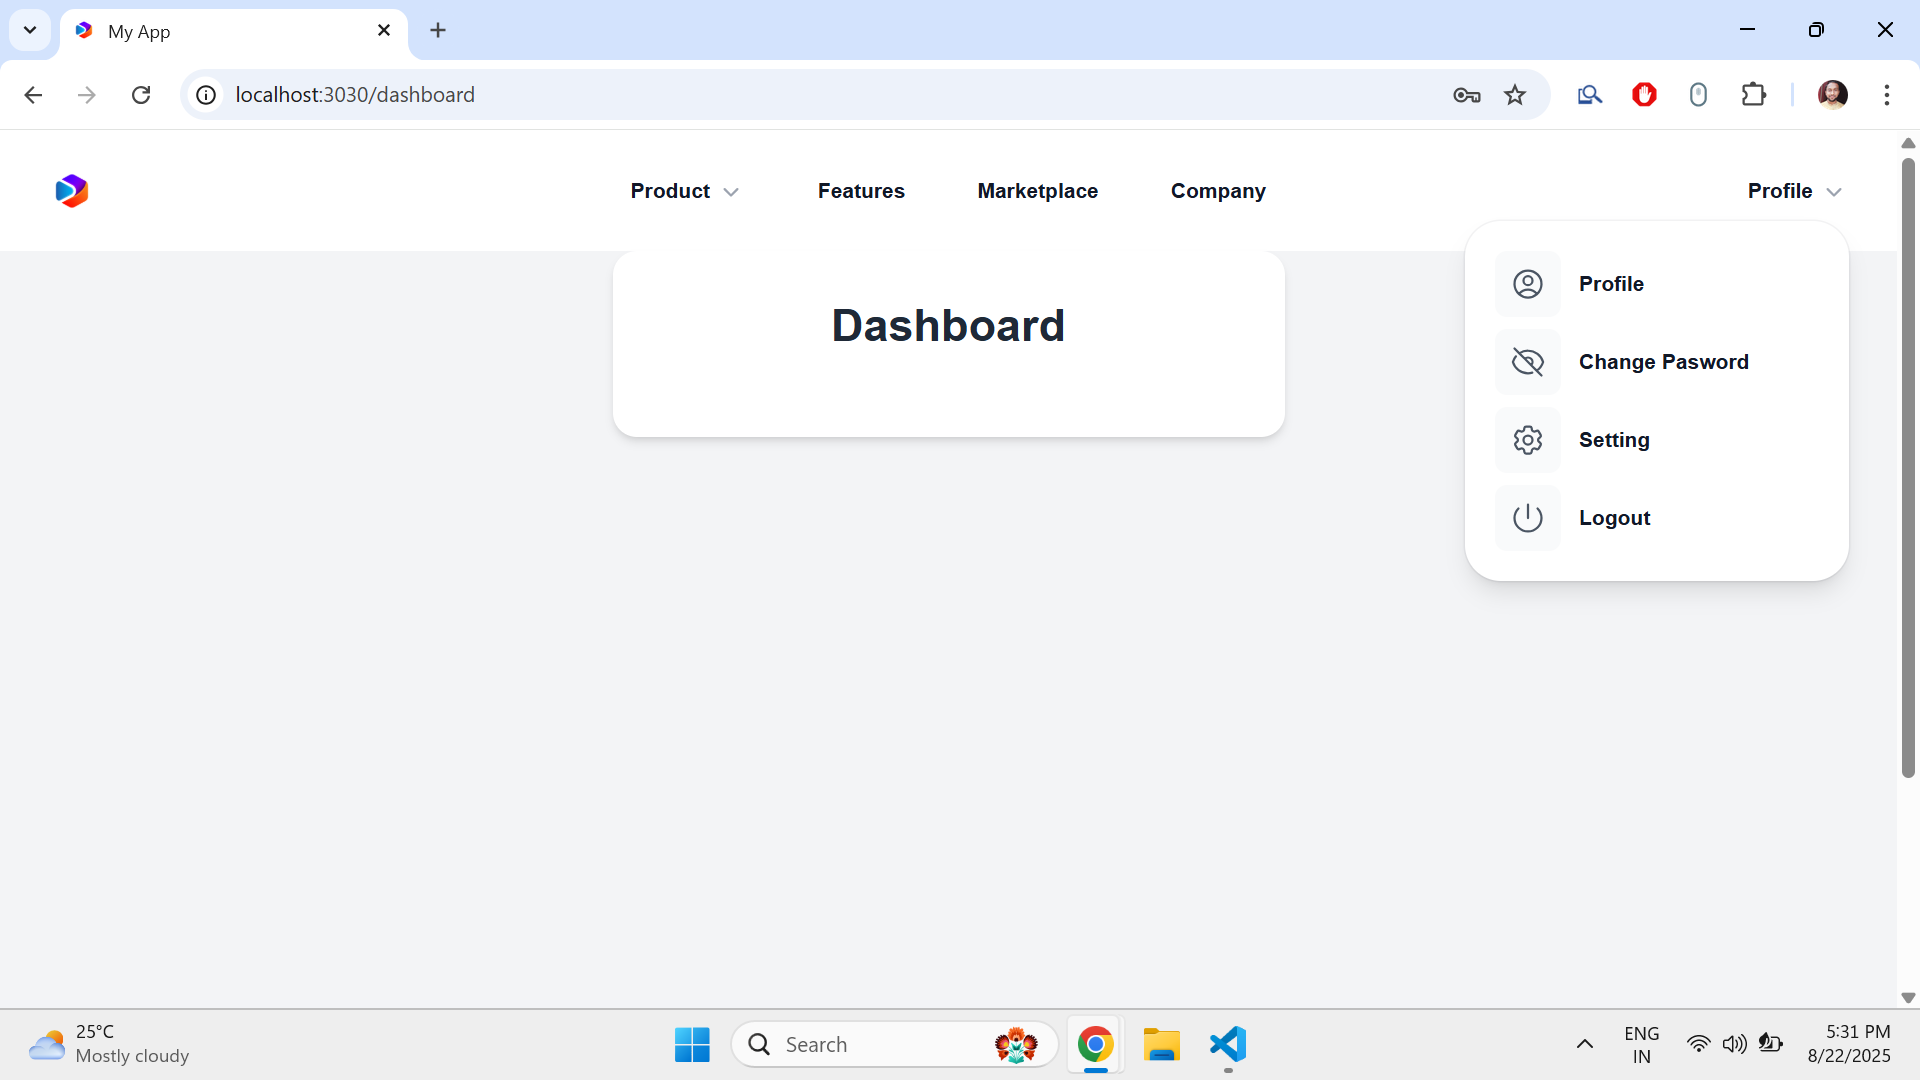 My App
localhost:3030/dashboard
Product Features Marketplace Company Profile
Dashboard
Profile
Change Pasword
Setting
Logout
25°C
Mostly cloudy
Search
ENG
IN
5:31 PM
8/22/2025